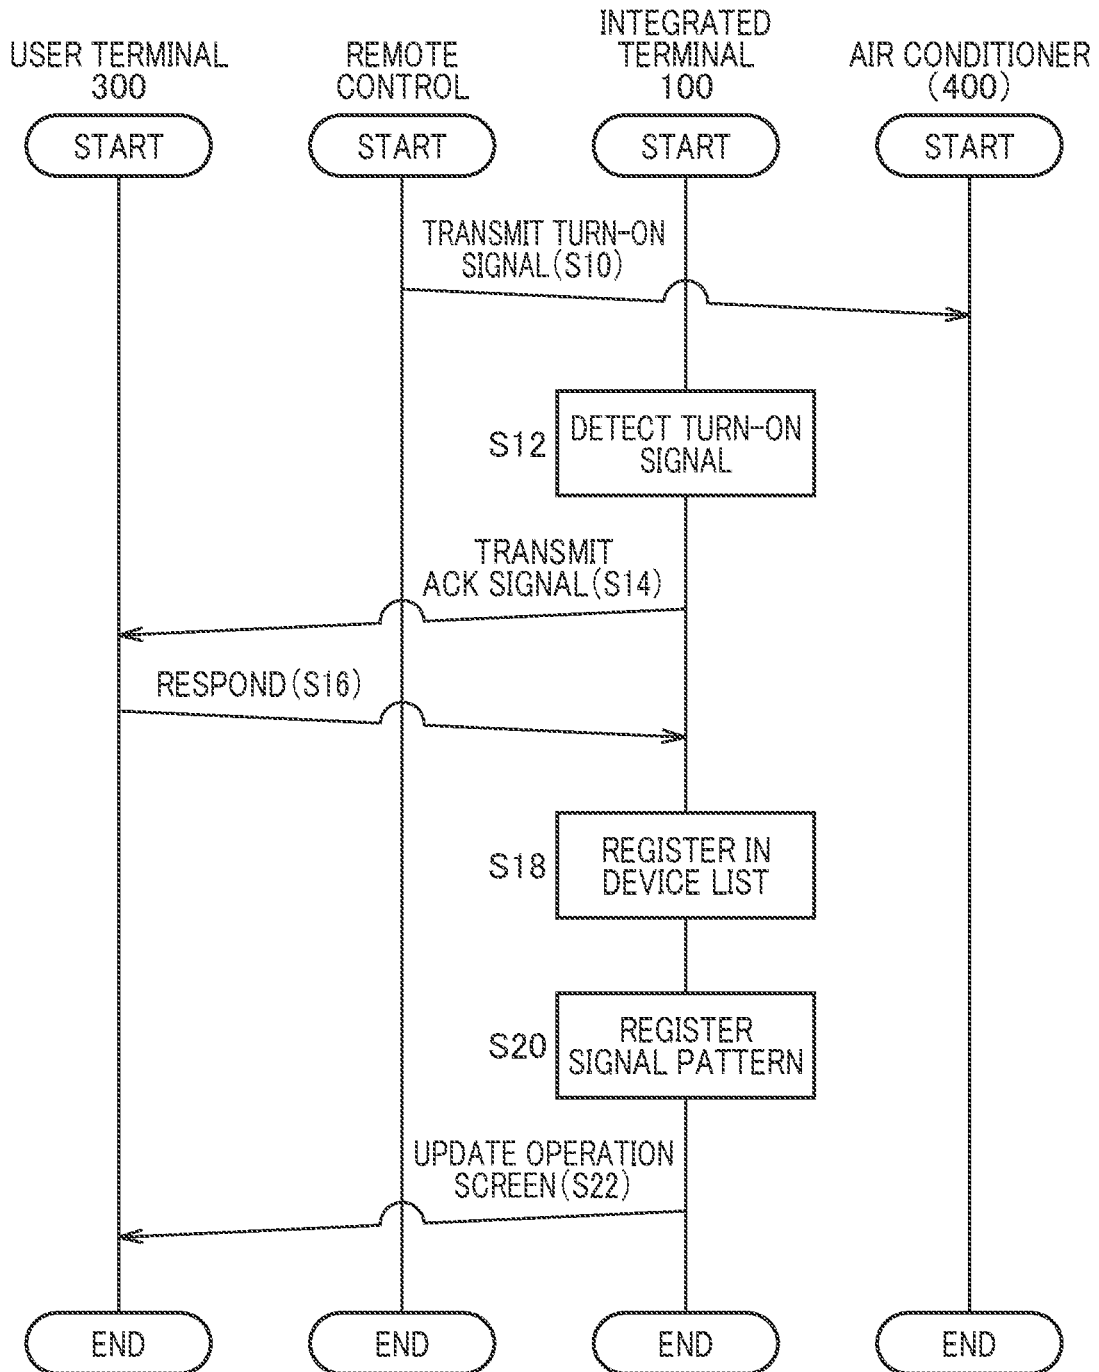 USER TERMINAL
300
REMOTE
CONTROL
INTEGRATED
TERMINAL
100
AIR CONDITIONER
(400)
START
START
START
START
TRANSMIT TURN-ON
SIGNAL(S10)
S12
DETECT TURN-ON
SIGNAL
TRANSMIT
ACK SIGNAL(S14)
RESPOND(S16)
S18
REGISTER IN
DEVICE LIST
S20
REGISTER
SIGNAL PATTERN
UPDATE OPERATION
SCREEN(S22)
END
END
END
END